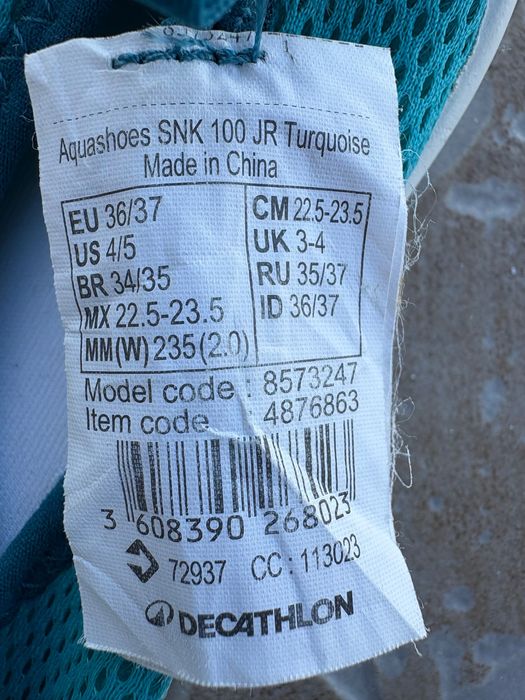 Aquashoes SNK 100 JR Turquoise
Made in China
EU 36/37
US 4/5
BR 34/35
MX 22.5-23.5
MM(W) 235(2.0)
CM 22.5-23.5
UK 3-4
RU 35/37
ID 36/37
Model code : 8573247
Item code : 4876863
3 608390 268023
72937 CC : 113023
DECATHLON